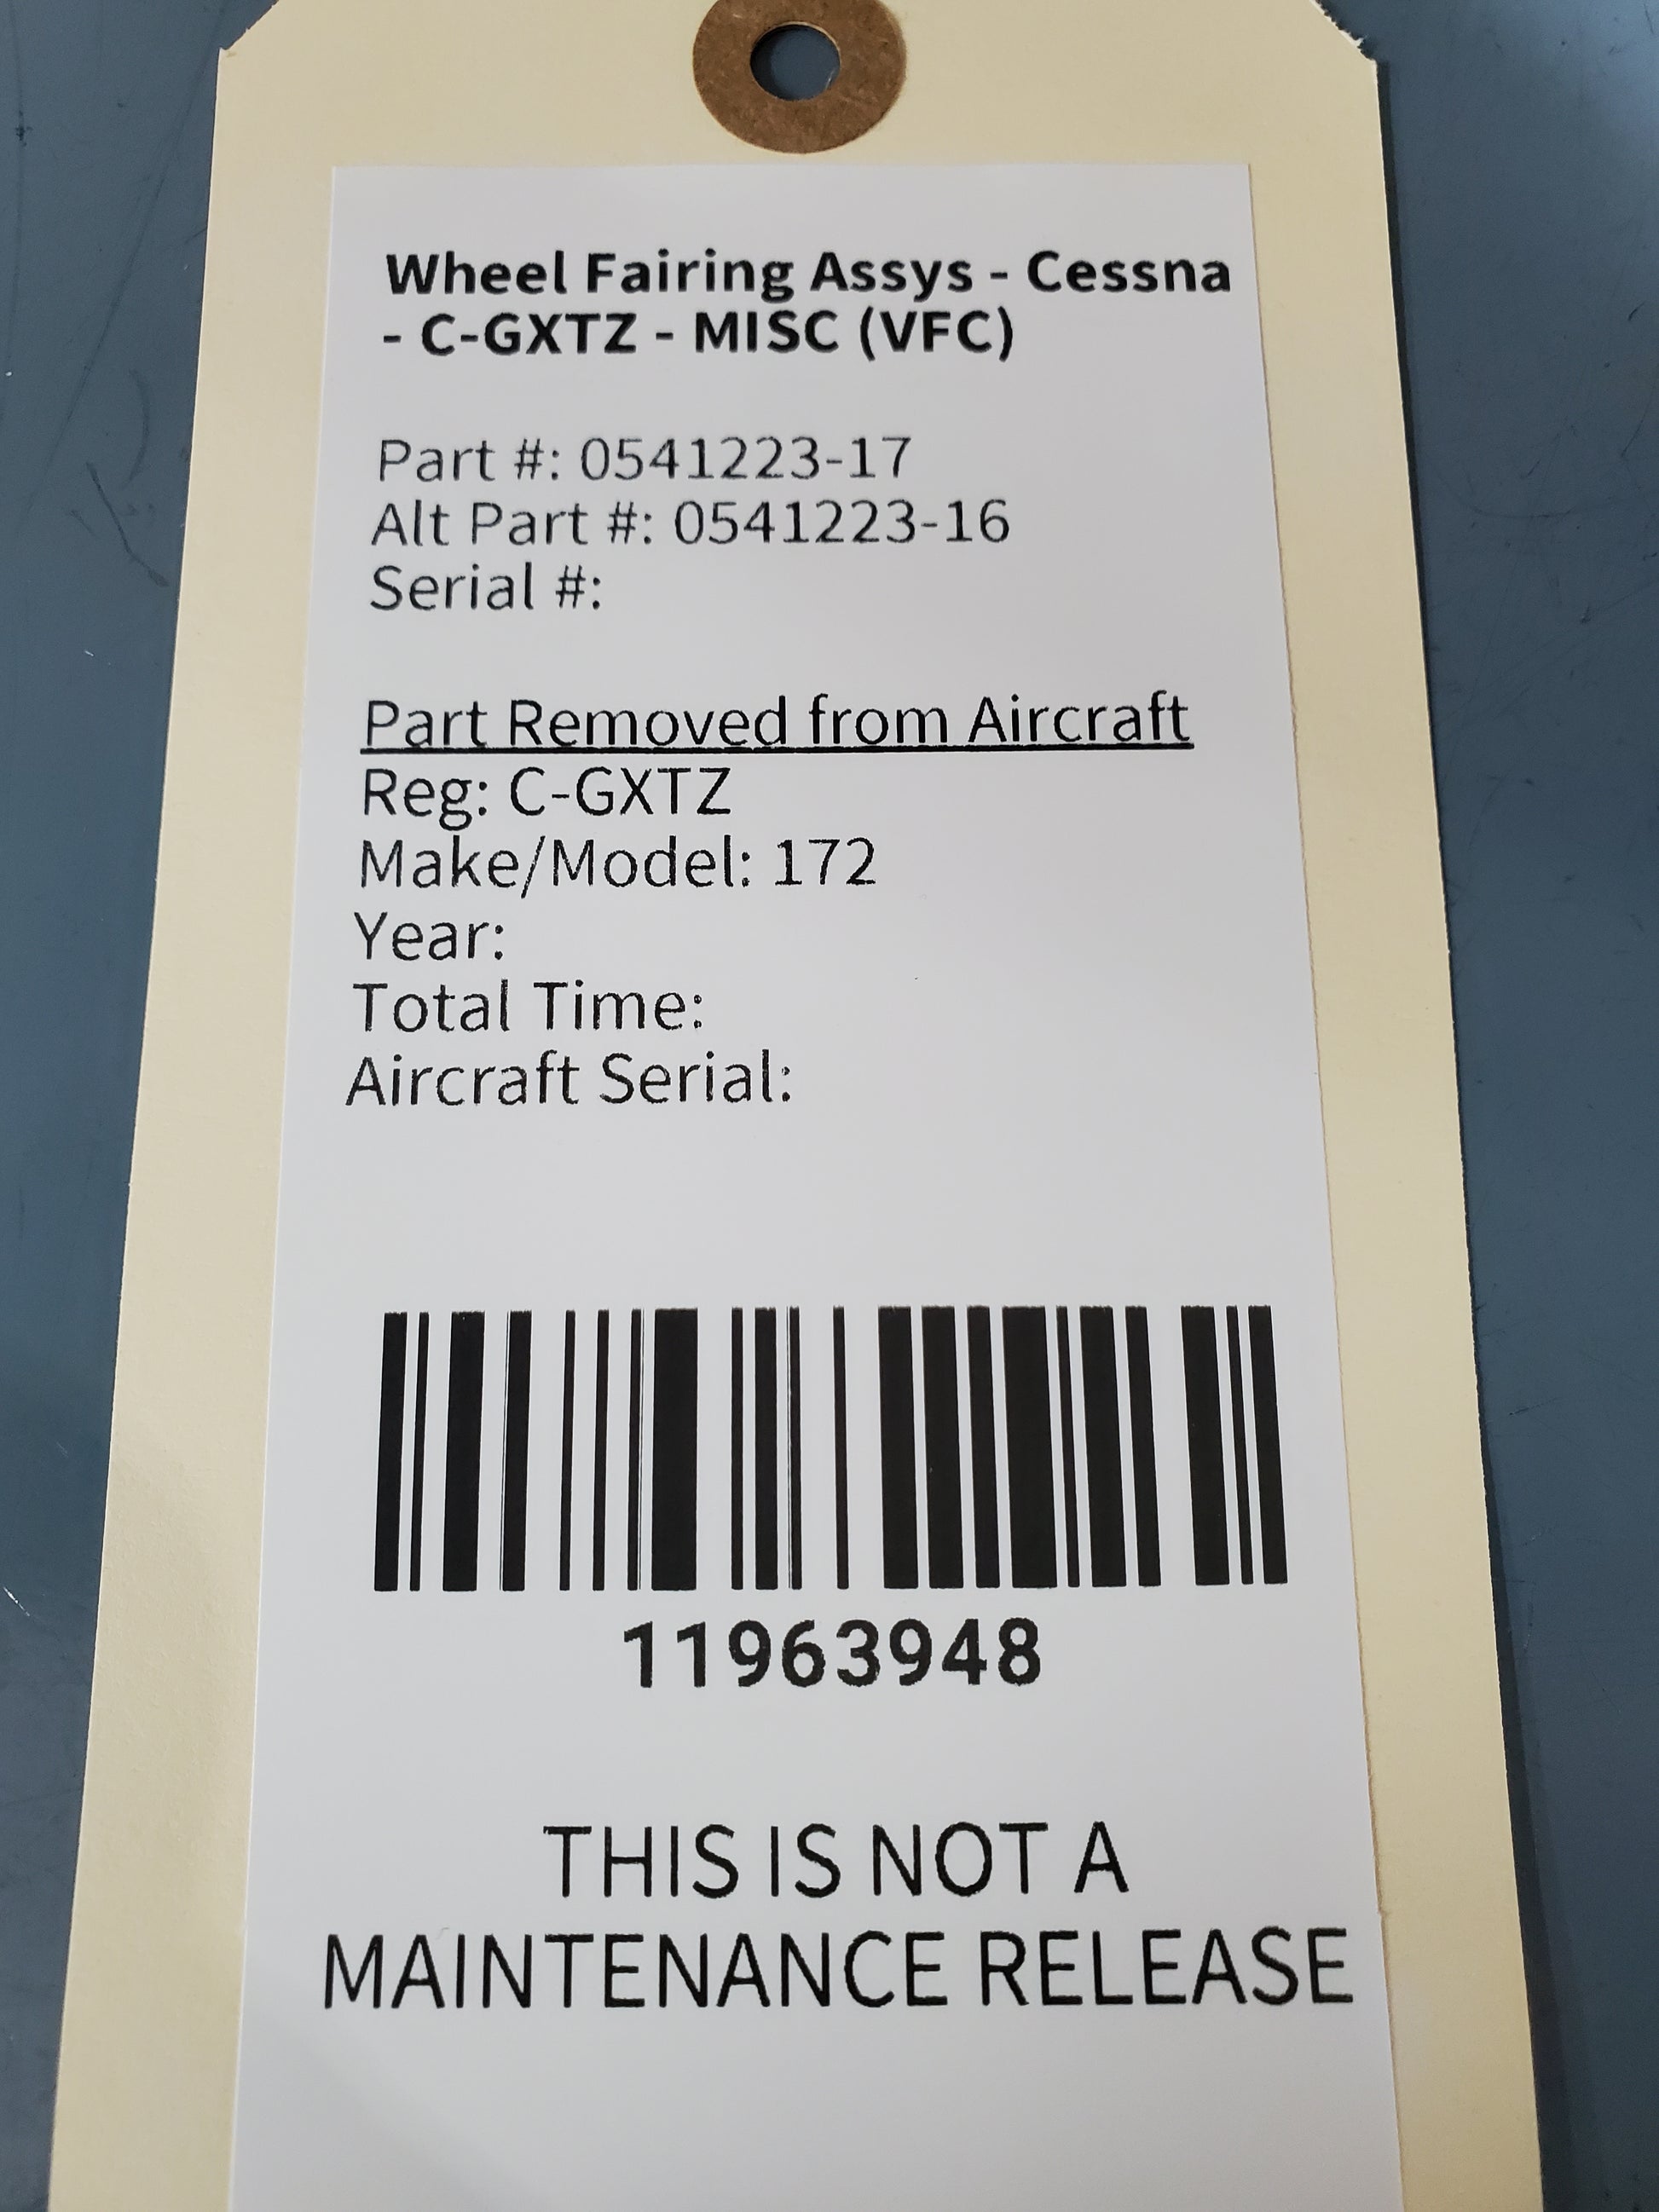 Wheel Fairing Assys - Cessna
- C-GXTZ - MISC (VFC)
Part #: 0541223-17
Alt Part #: 0541223-16
Serial #:
Part Removed from Aircraft
Reg: C-GXTZ
Make/Model: 172
Year:
Total Time:
Aircraft Serial:
11963948
THIS IS NOT A
MAINTENANCE RELEASE